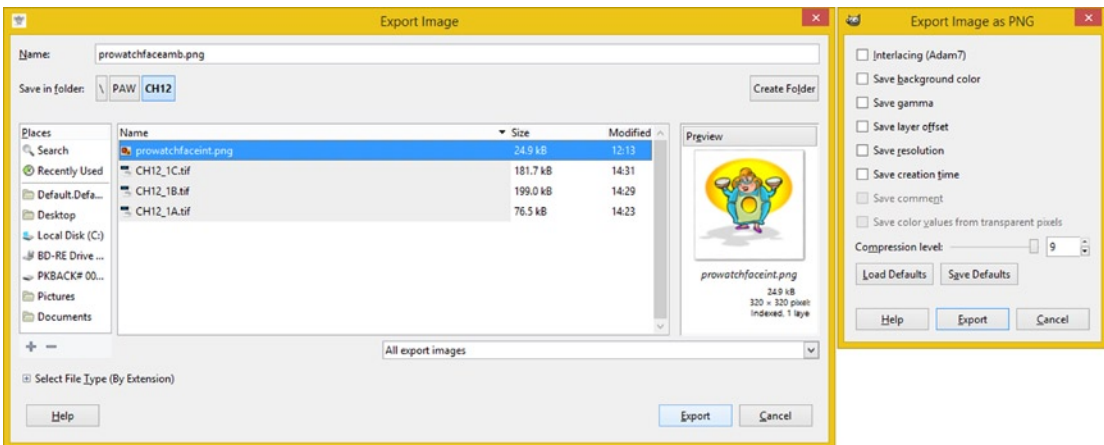 Export Image
Name: prowatchfaceamb.png
Save in folder: \ PAW CH12 Create Folder
Places Name Size Modified Preview
Search prowatchfaceint.png 24.9 kB 12:13
Recently Used CH12_1C.tif 181.7 kB 14:31
Default.Defa... CH12_1B.tif 199.0 kB 14:29
Desktop CH12_1A.tif 76.5 kB 14:23
Local Disk (C:)
BD-RE Drive ...
PKBACK# 00...
Pictures
Documents
prowatchfaceint.png
24.9 kB
320 × 320 pixels
Indexed, 1 laye
All export images
Select File Type (By Extension)
Help Export Cancel
Export Image as PNG
Interlacing (Adam7)
Save background color
Save gamma
Save layer offset
Save resolution
Save creation time
Save comment
Save color values from transparent pixels
Compression level: 9
Load Defaults Save Defaults
Help Export Cancel